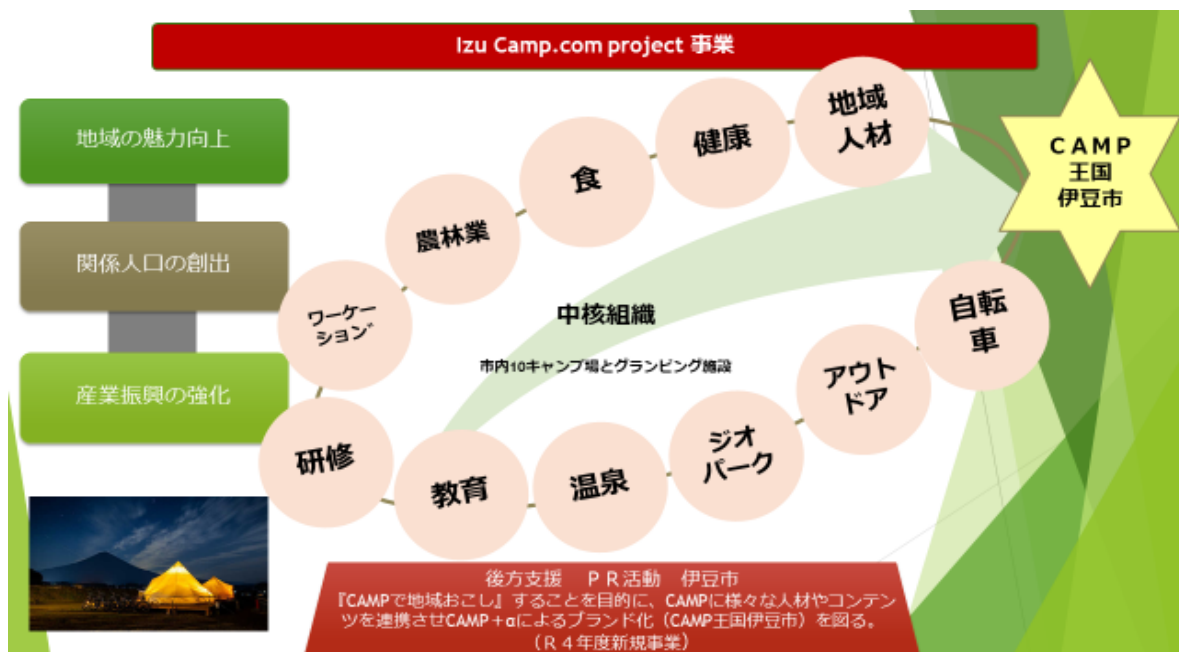 Izu Camp.com project 事業
地域の魅力向上
関係人口の創出
産業振興の強化
地域
人材
健康
食
農林業
ワーケー
ション゛
研修
教育
温泉
ジオ
パーク
アウト
ドア
自転
車
ＣＡＭＰ
王国
伊豆市
中核組織
市内10キャンプ場とグランピング施設
後方支援　ＰＲ活動　伊豆市
『CAMPで地域おこし』することを目的に、CAMPに様々な人材やコンテン
ツを連携させCAMP＋αによるブランド化（CAMP王国伊豆市）を図る。
（Ｒ４年度新規事業）